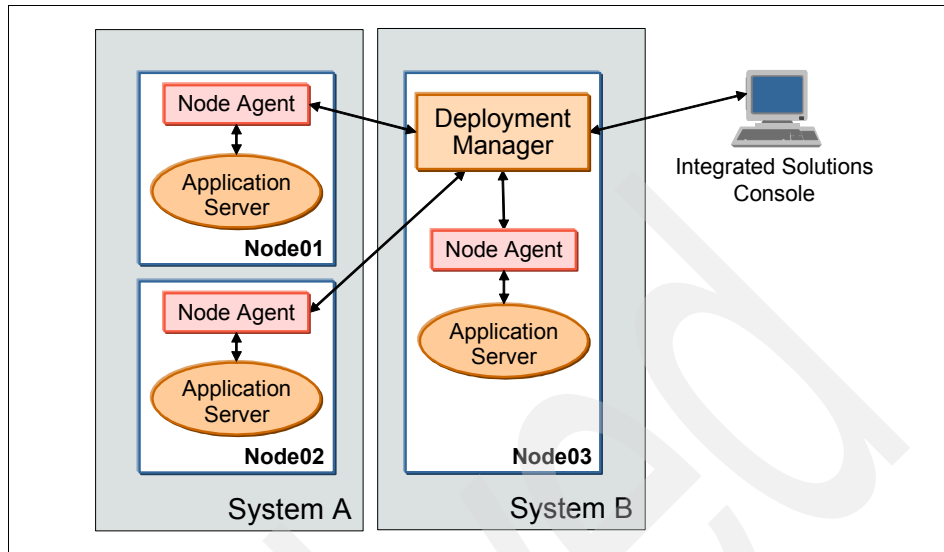 Node Agent
Application
Server
Node01
Node Agent
Application
Server
Node02
System A
Deployment
Manager
Node Agent
Application
Server
Node03
System B
Integrated Solutions
Console